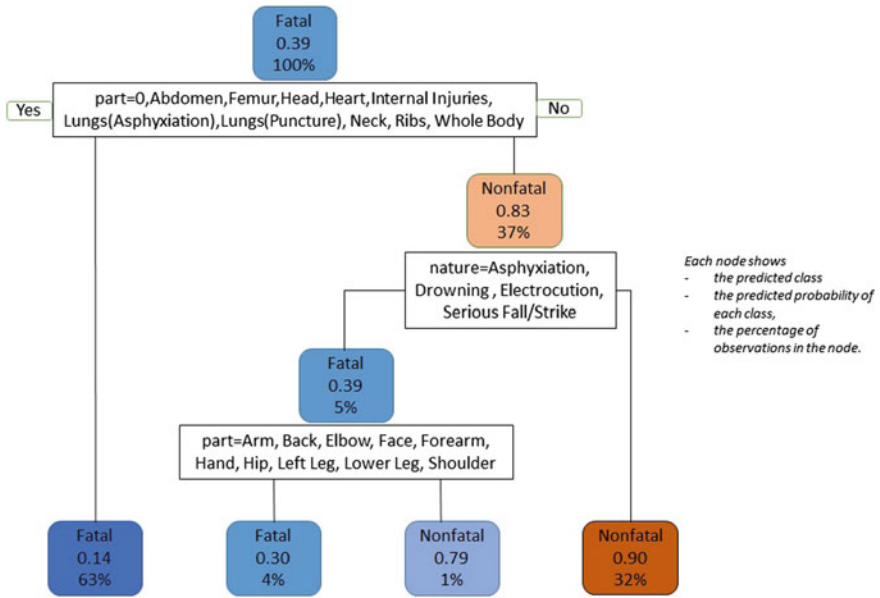 Fatal
0.39
100%
Yes
part=0,Abdomen,Femur,Head,Heart,Internal Injuries,
Lungs(Asphyxiation),Lungs(Puncture), Neck, Ribs, Whole Body
No
Nonfatal
0.83
37%
nature=Asphyxiation,
Drowning , Electrocution,
Serious Fall/Strike
Each node shows
- the predicted class
- the predicted probability of
each class,
- the percentage of
observations in the node.
Fatal
0.39
5%
part=Arm, Back, Elbow, Face, Forearm,
Hand, Hip, Left Leg, Lower Leg, Shoulder
Fatal
0.14
63%
Fatal
0.30
4%
Nonfatal
0.79
1%
Nonfatal
0.90
32%